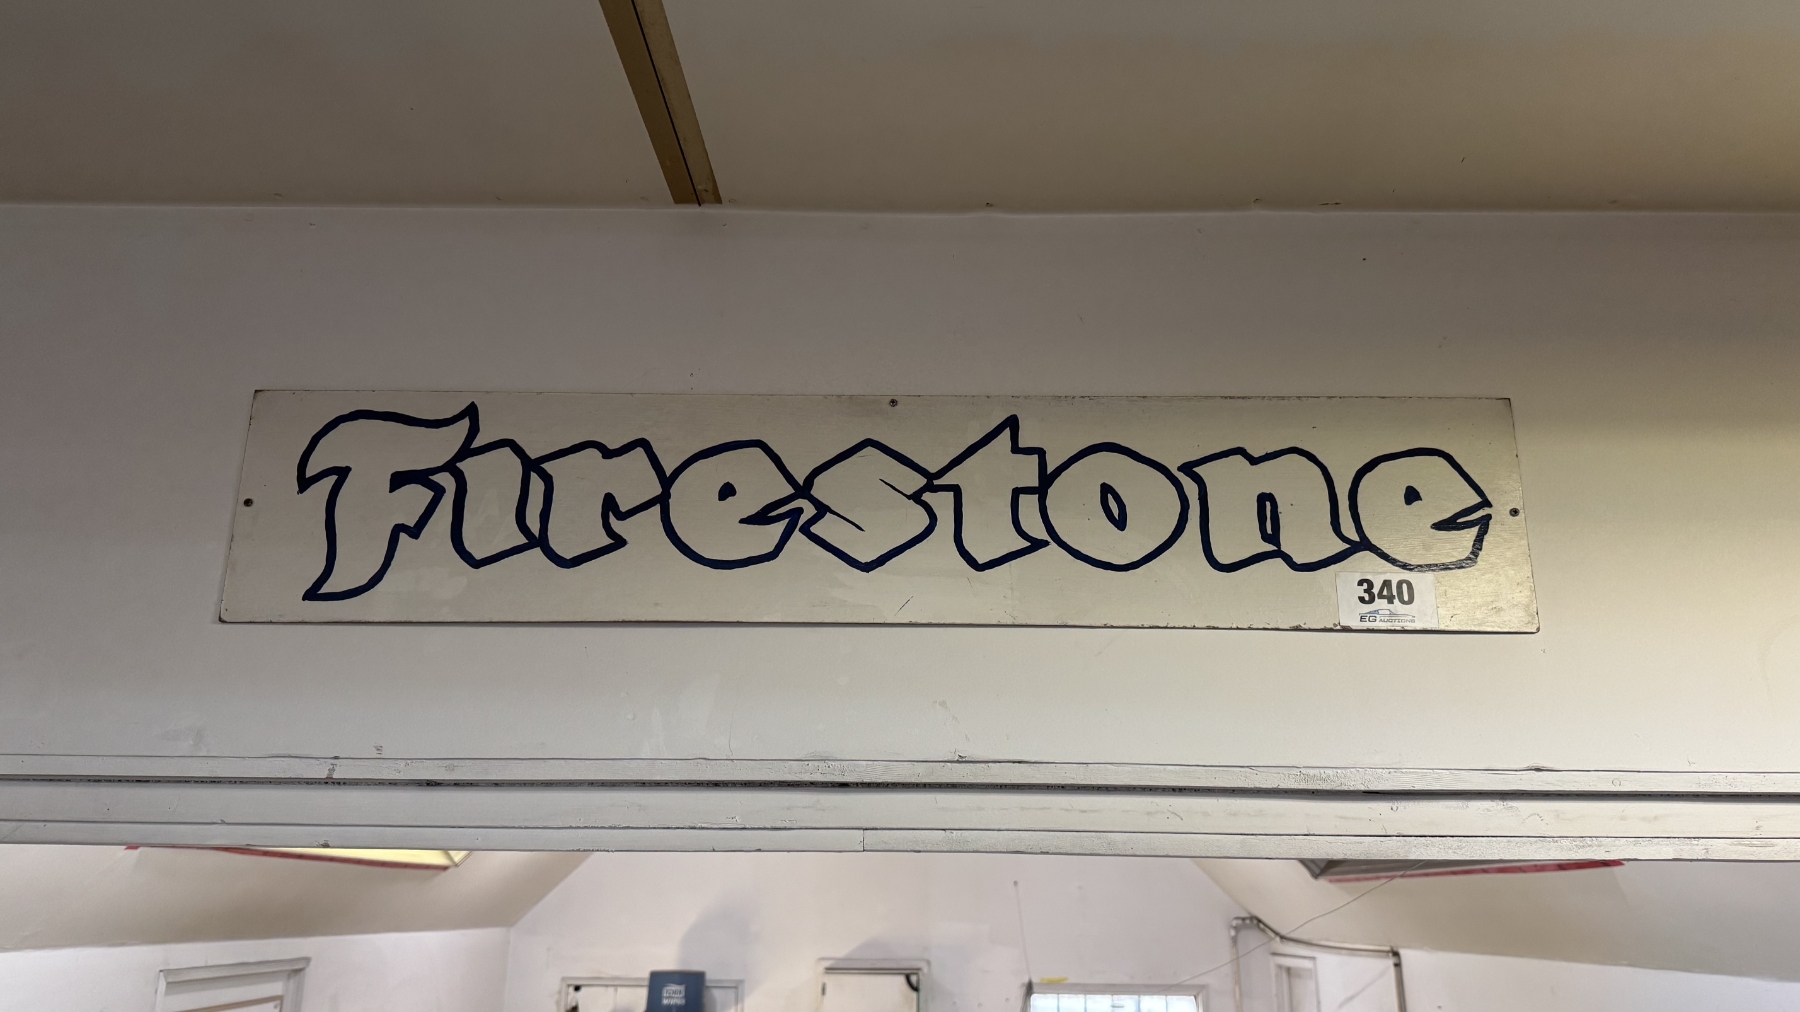 Firestone
340
EG AUCTIONS